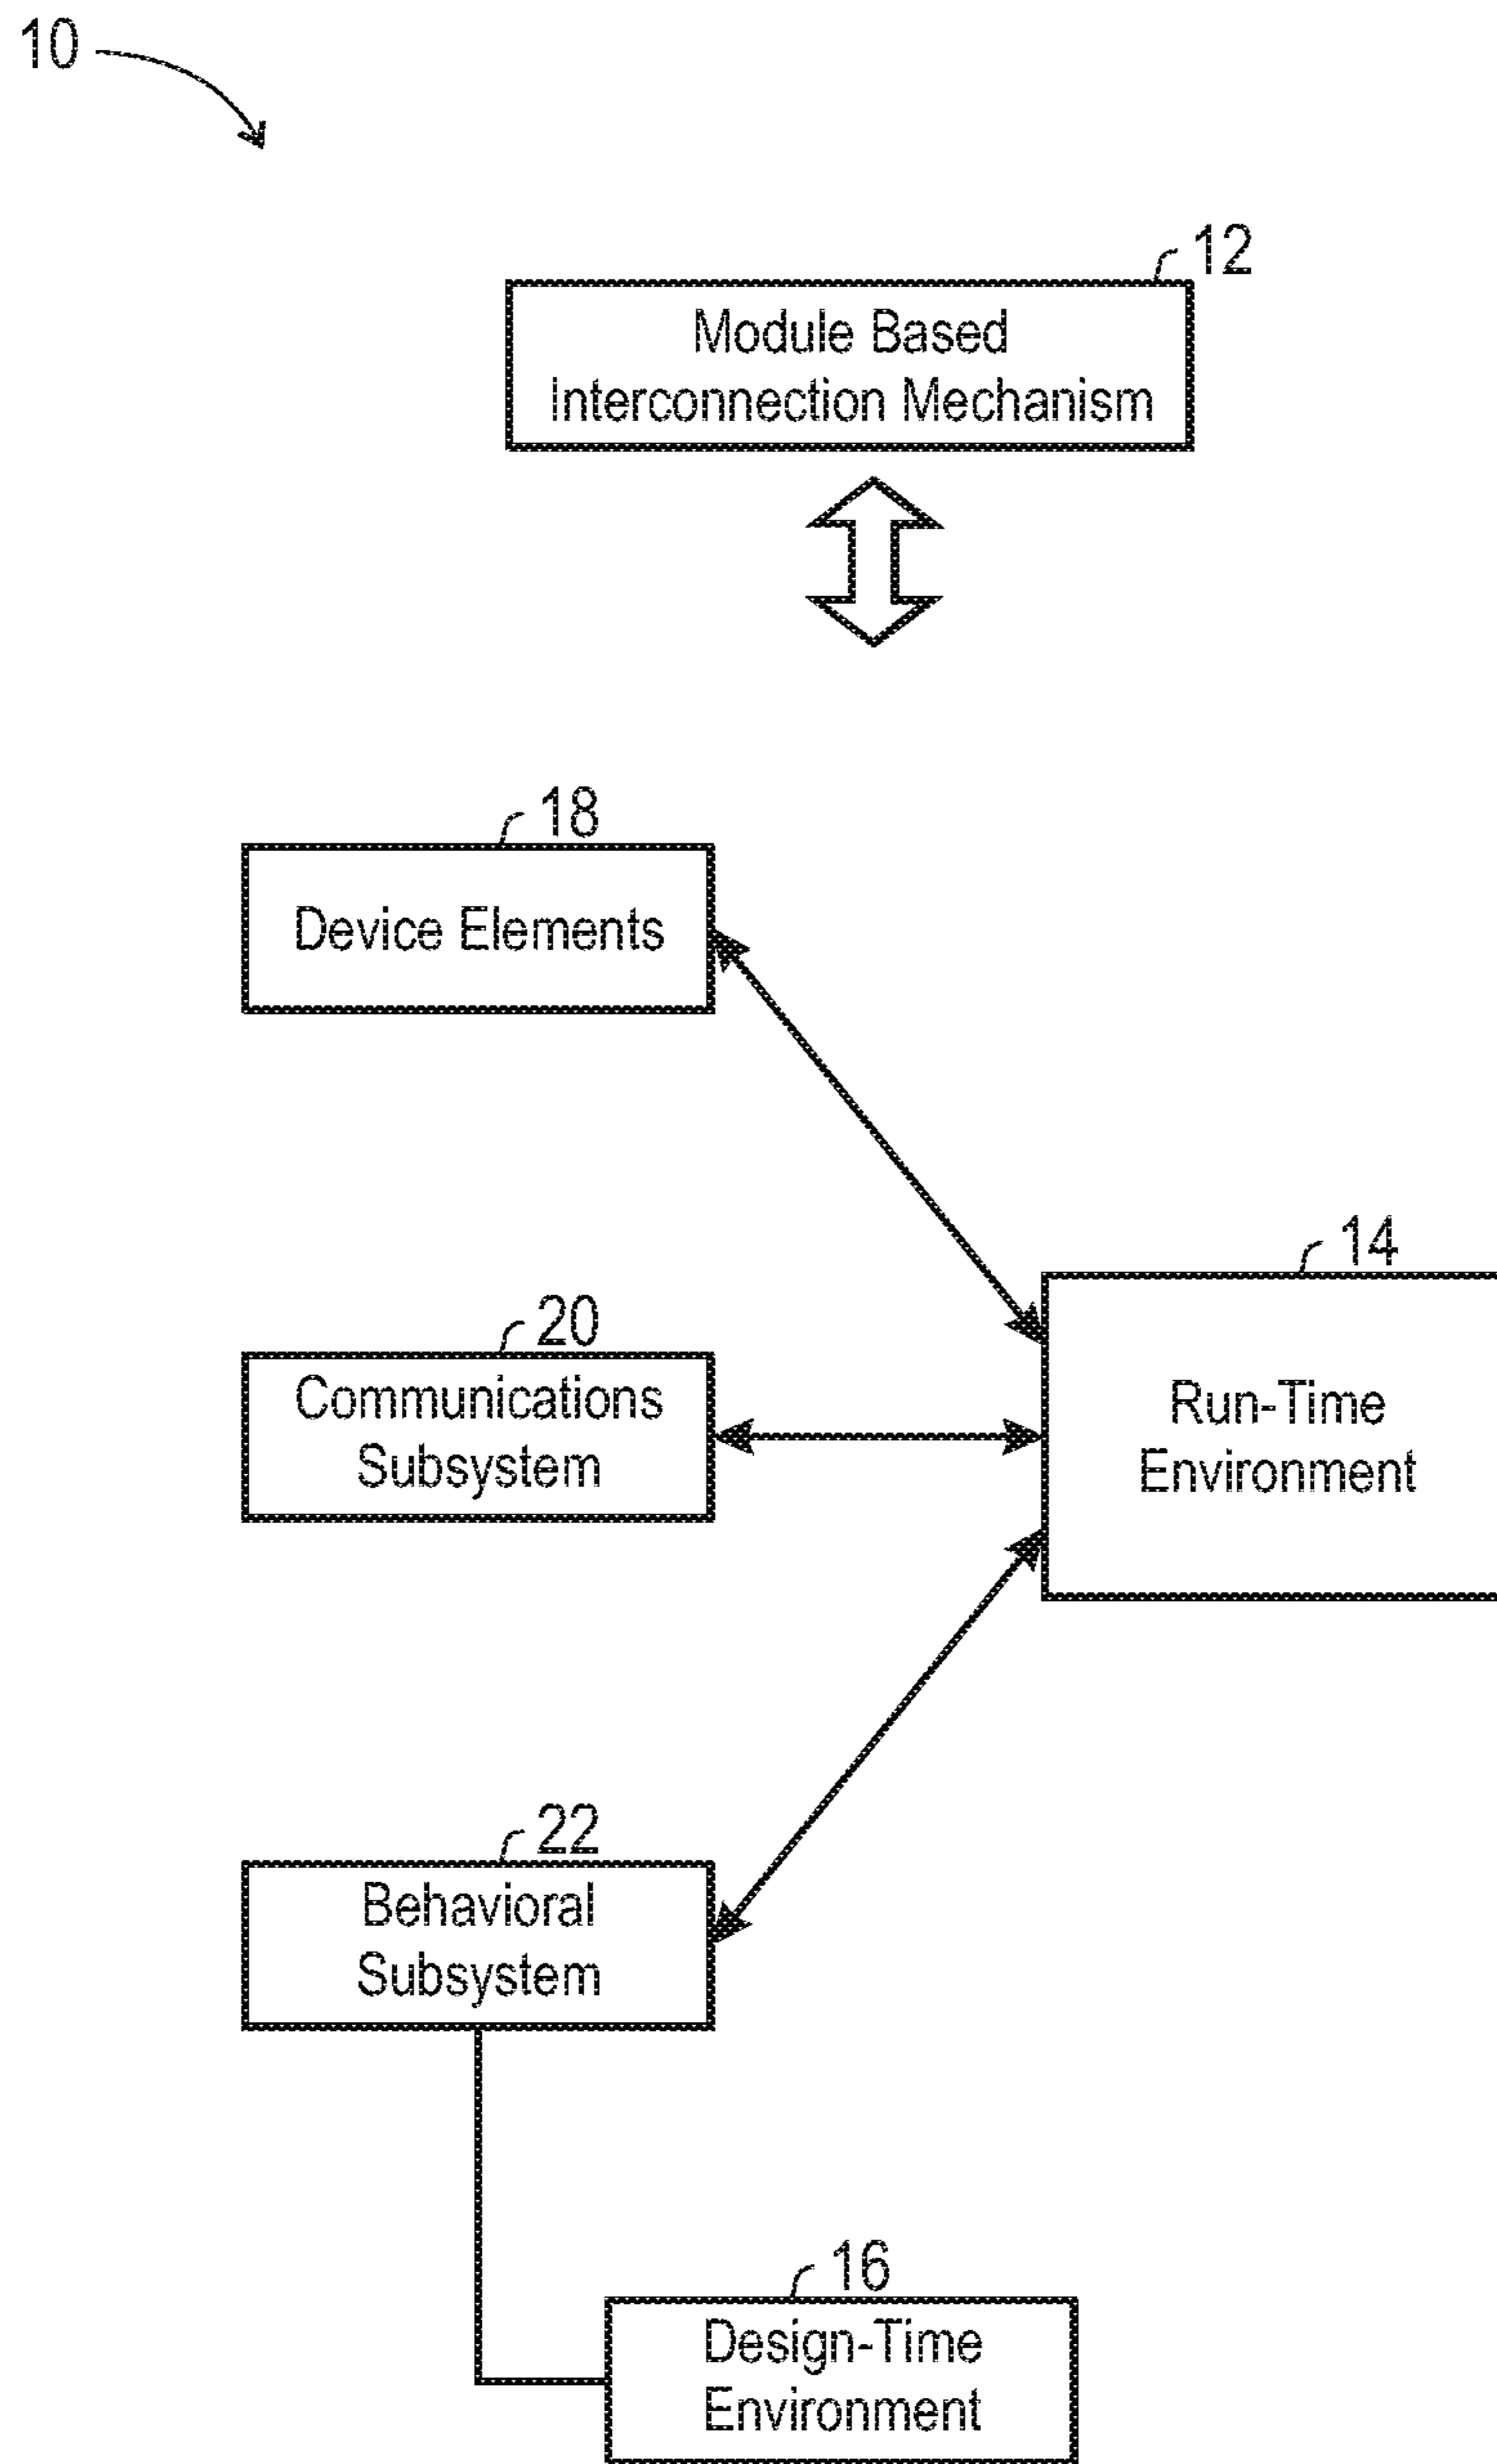 10
12
Module Based
Interconnection Mechanism
18
Device Elements
14
Run-Time
Environment
20
Communications
Subsystem
22
Behavioral
Subsystem
16
Design-Time
Environment